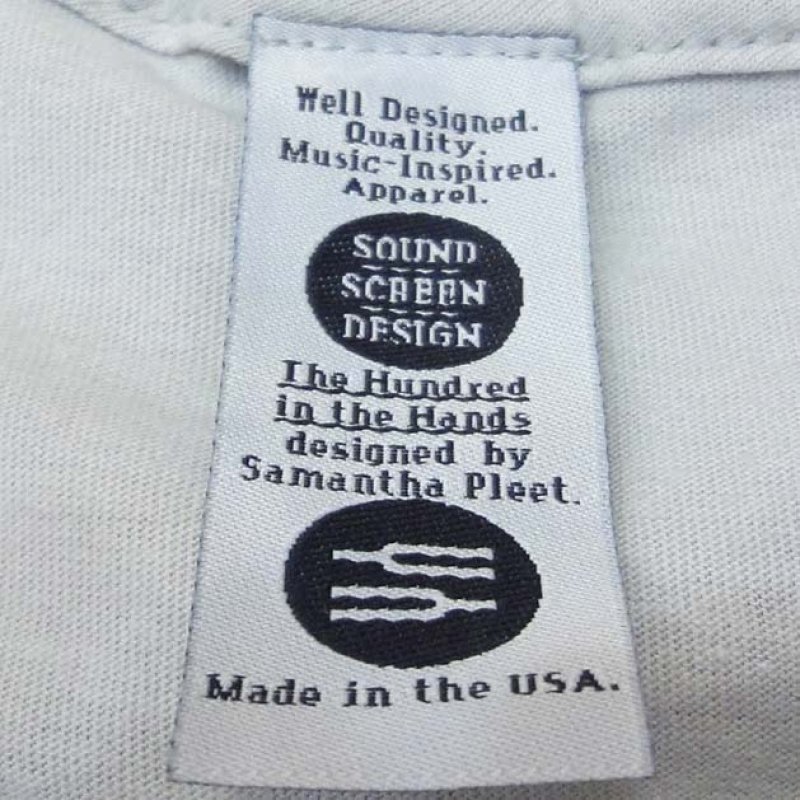 Well Designed.
Quality.
Music-Inspired.
Apparel.
SOUND
SCREEN
DESIGN
The Hundred
in the Hands
designed by
Samantha Pleet.
Made in the USA.